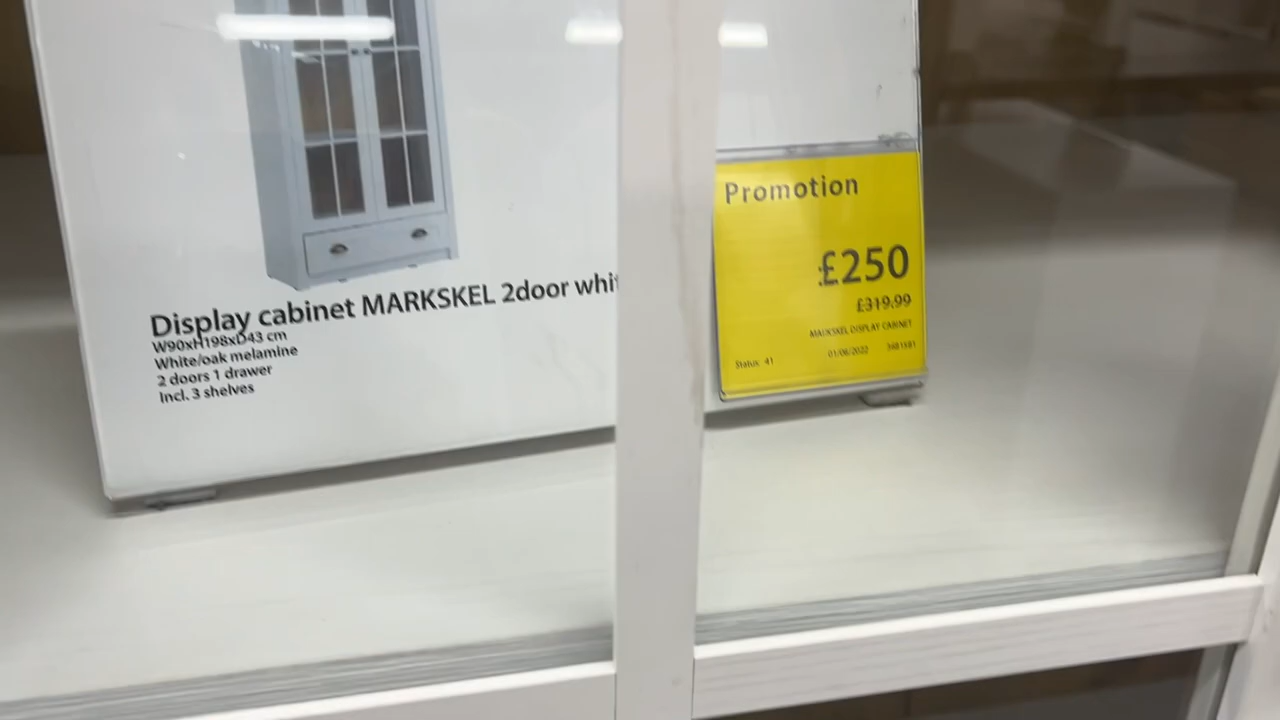 Display cabinet MARKSKEL 2door whit
W90xH198xD43 cm
White/oak melamine
2 doors 1 drawer
Incl. 3 shelves
Promotion
£250
£319.99
MARKSKEL DISPLAY CABINET
Status: 41 01/06/2022